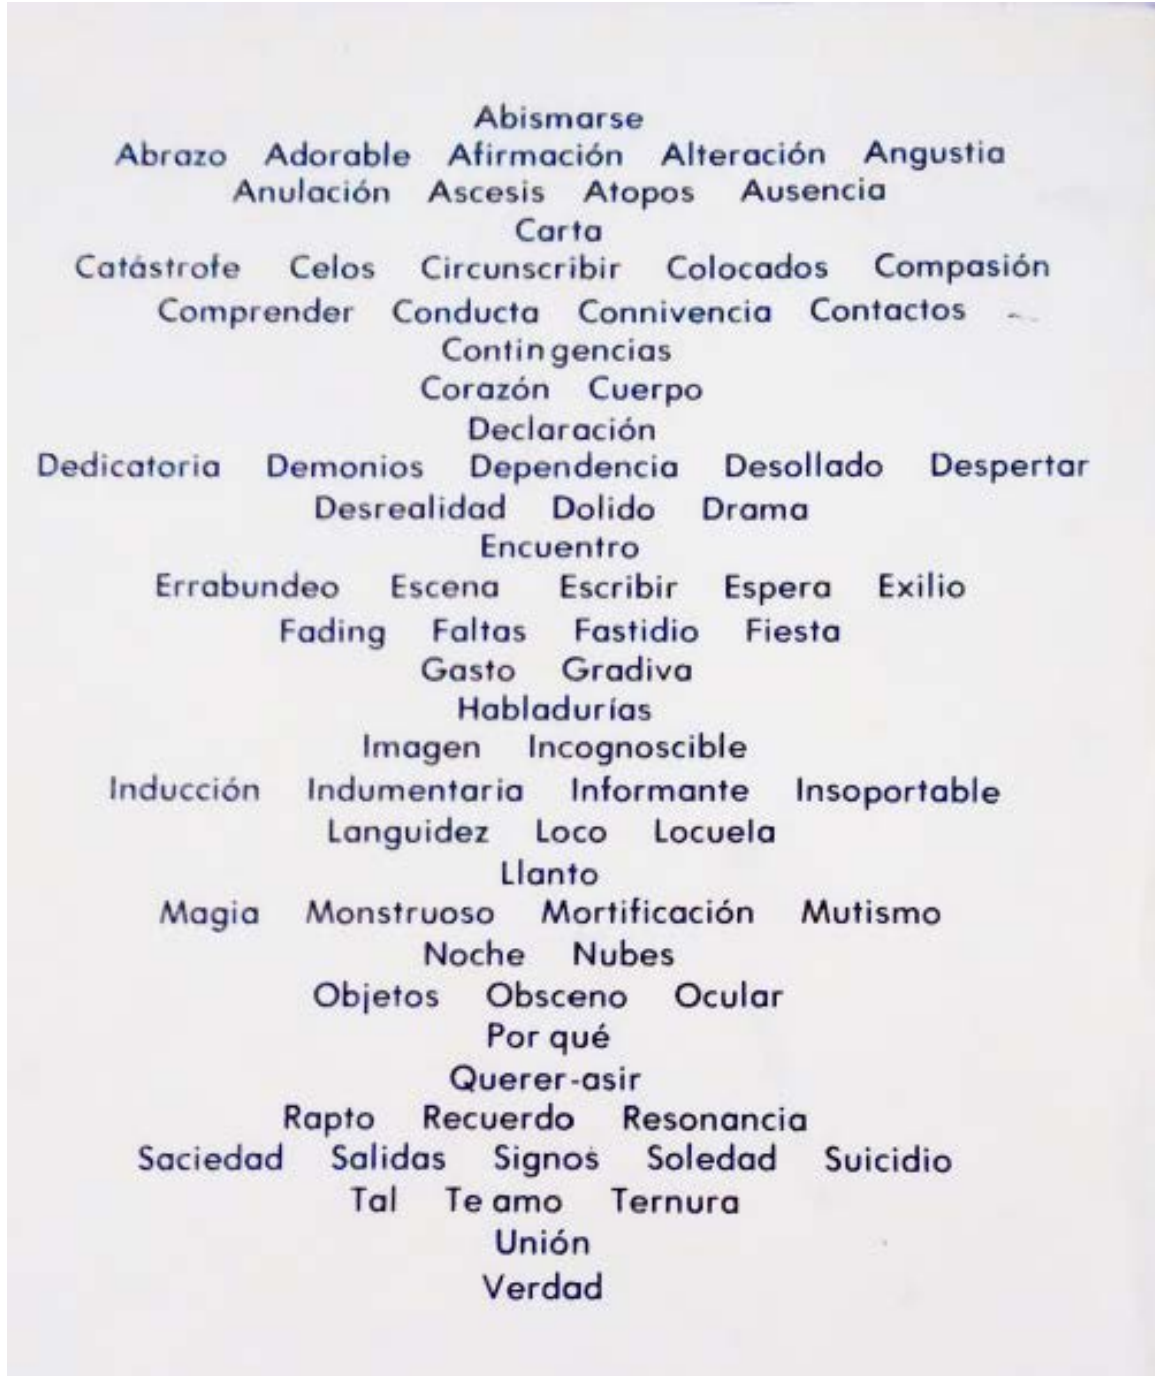 Abismarse
Abrazo Adorable Afirmación Alteración Angustia
Anulación Ascesis Atopos Ausencia
Carta
Catástrofe Celos Circunscribir Colocados Compasión
Comprender Conducta Connivencia Contactos
Contingencias
Corazón Cuerpo
Declaración
Dedicatoria Demonios Dependencia Desollado Despertar
Desrealidad Dolido Drama
Encuentro
Errabundeo Escena Escribir Espera Exilio
Fading Faltas Fastidio Fiesta
Gasto Gradiva
Habladurías
Imagen Incognoscible
Inducción Indumentaria Informante Insoportable
Languidez Loco Locuela
Llanto
Magia Monstruoso Mortificación Mutismo
Noche Nubes
Objetos Obsceno Ocular
Por qué
Querer-asir
Rapto Recuerdo Resonancia
Saciedad Salidas Signos Soledad Suicidio
Tal Te amo Ternura
Unión
Verdad